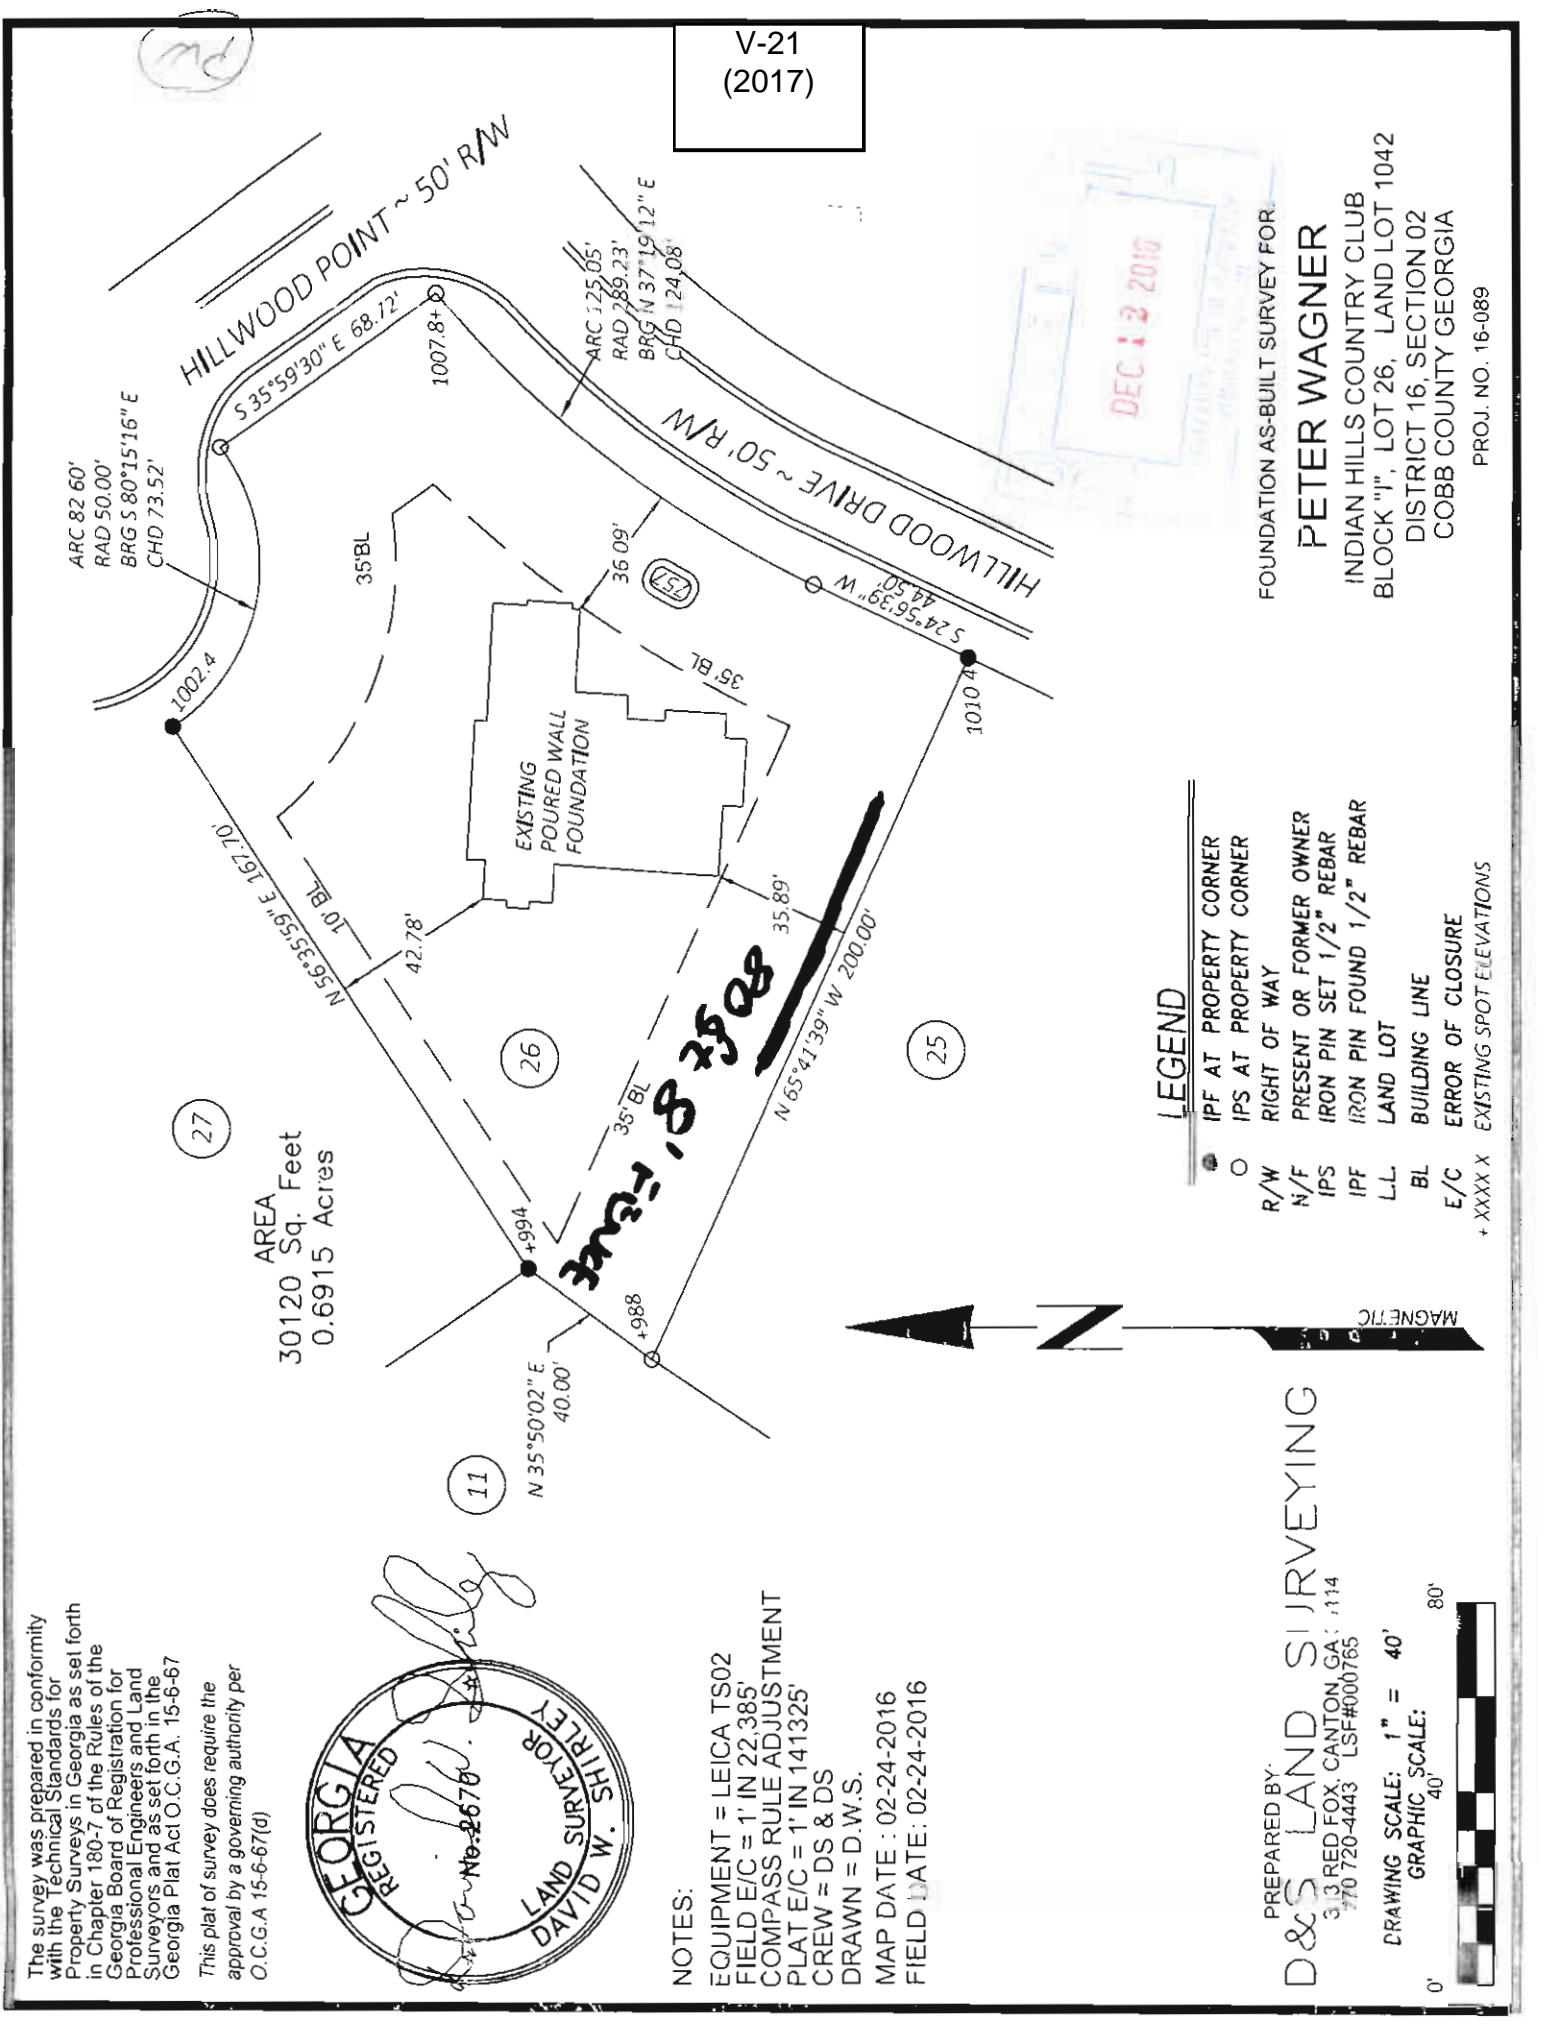 V-21
(2017)
PW
The survey was prepared in conformity
with the Technical Standards for
Property Surveys in Georgia as set forth
in Chapter 180-7 of the Rules of the
Georgia Board of Registration for
Professional Engineers and Land
Surveyors and as set forth in the
Georgia Plat Act O.C.G.A. 15-6-67
This plat of survey does require the
approval by a governing authority per
O.C.G.A 15-6-67(d)
GEORGIA
REGISTERED
No.2670
LAND SURVEYOR
DAVID W. SHIRLEY
AREA
30120 Sq. Feet
0.6915 Acres
27
26
25
11
ARC 82 60'
RAD 50.00'
BRG S 80°15'16" E
CHD 73.52'
HILLWOOD POINT ~ 50' R/W
S 35°59'30" E 68.72'
1007.8+
ARC 125.05'
RAD 289.23'
BRG N 37°19'12" E
CHD 124.08'
HILLWOOD DRIVE ~ 50' R/W
S 24°56'39" W
44.50'
1002.4
1010 4
35'BL
36 09'
757
35' BL
EXISTING
POURED WALL
FOUNDATION
N 56°35'59" E 167.70'
10' BL
42.78'
35.89'
35' BL
N 65°41'39" W 200.00'
+994
+988
N 35°50'02" E
40.00'
NOTES:
EQUIPMENT = LEICA TS02
FIELD E/C = 1' IN 22,385'
COMPASS RULE ADJUSTMENT
PLAT E/C = 1' IN 141325'
CREW = DS & DS
DRAWN = D.W.S.
MAP DATE : 02-24-2016
FIELD DATE: 02-24-2016
LEGEND
IPF AT PROPERTY CORNER
IPS AT PROPERTY CORNER
R/W RIGHT OF WAY
N/F PRESENT OR FORMER OWNER
IPS IRON PIN SET 1/2" REBAR
IPF IRON PIN FOUND 1/2" REBAR
L.L. LAND LOT
BL BUILDING LINE
E/C ERROR OF CLOSURE
+ XXXX X EXISTING SPOT ELEVATIONS
MAGNETIC
N
DEC 12 2016
FOUNDATION AS-BUILT SURVEY FOR:
PETER WAGNER
INDIAN HILLS COUNTRY CLUB
BLOCK "I", LOT 26, LAND LOT 1042
DISTRICT 16, SECTION 02
COBB COUNTY GEORGIA
PROJ. NO. 16-089
PREPARED BY:
D&S LAND SURVEYING
313 RED FOX, CANTON, GA
770 720-4443 LSF#000765
DRAWING SCALE: 1" = 40'
GRAPHIC SCALE:
0' 40' 80'